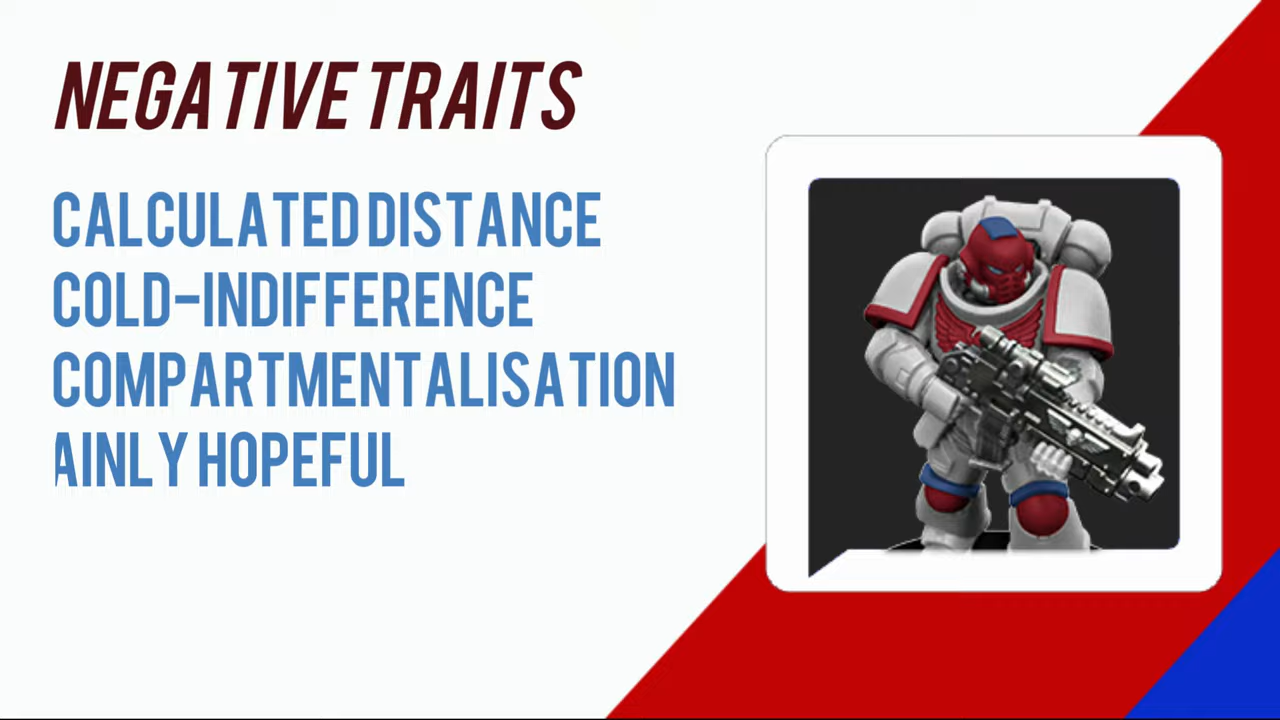 NEGATIVE TRAITS
CALCULATED DISTANCE
COLD-INDIFFERENCE
COMPARTMENTALISATION
AINLY HOPEFUL